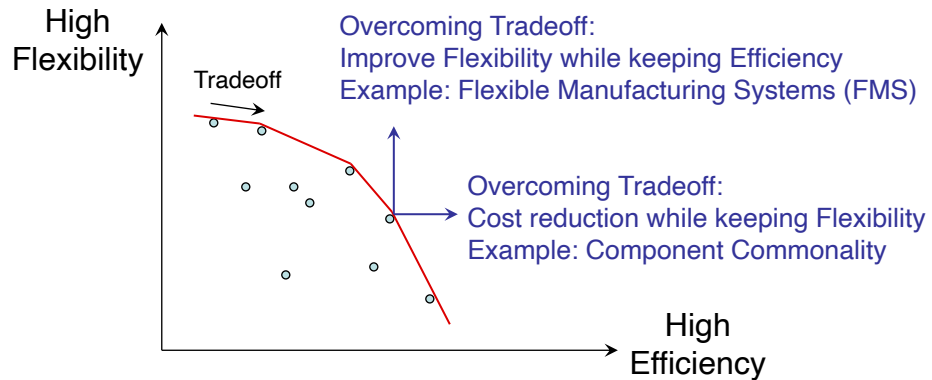 High
Flexibility
Tradeoff
Overcoming Tradeoff:
Improve Flexibility while keeping Efficiency
Example: Flexible Manufacturing Systems (FMS)
Overcoming Tradeoff:
Cost reduction while keeping Flexibility
Example: Component Commonality
High
Efficiency